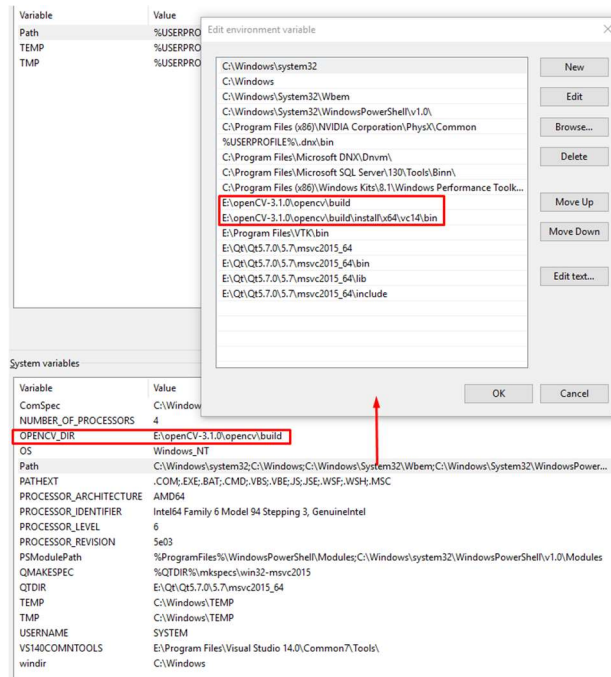 Variable Value
Path %USERPRO
TEMP %USERPRO
TMP %USERPRO
Edit environment variable
C:\Windows\system32
C:\Windows
C:\Windows\System32\Wbem
C:\Windows\System32\WindowsPowerShell\v1.0\
C:\Program Files (x86)\NVIDIA Corporation\PhysX\Common
%USERPROFILE%\.dnx\bin
C:\Program Files\Microsoft DNX\Dnvm\
C:\Program Files\Microsoft SQL Server\130\Tools\Binn\
C:\Program Files (x86)\Windows Kits\8.1\Windows Performance Toolk...
E:\openCV-3.1.0\opencv\build
E:\openCV-3.1.0\opencv\build\install\x64\vc14\bin
E:\Program Files\VTK\bin
E:\Qt\Qt5.7.0\5.7\msvc2015_64
E:\Qt\Qt5.7.0\5.7\msvc2015_64\bin
E:\Qt\Qt5.7.0\5.7\msvc2015_64\lib
E:\Qt\Qt5.7.0\5.7\msvc2015_64\include
New
Edit
Browse...
Delete
Move Up
Move Down
Edit text...
OK Cancel
System variables
Variable Value
ComSpec C:\Window
NUMBER_OF_PROCESSORS 4
OPENCV_DIR E:\openCV-3.1.0\opencv\build
OS Windows_NT
Path C:\Windows\system32;C:\Windows;C:\Windows\System32\Wbem;C:\Windows\System32\WindowsPower...
PATHEXT .COM;.EXE;.BAT;.CMD;.VBS;.VBE;.JS;.JSE;.WSF;.WSH;.MSC
PROCESSOR_ARCHITECTURE AMD64
PROCESSOR_IDENTIFIER Intel64 Family 6 Model 94 Stepping 3, GenuineIntel
PROCESSOR_LEVEL 6
PROCESSOR_REVISION 5e03
PSModulePath %ProgramFiles%\WindowsPowerShell\Modules;C:\Windows\system32\WindowsPowerShell\v1.0\Modules
QMAKESPEC %QTDIR%\mkspecs\win32-msvc2015
QTDIR E:\Qt\Qt5.7.0\5.7\msvc2015_64
TEMP C:\Windows\TEMP
TMP C:\Windows\TEMP
USERNAME SYSTEM
VS140COMNTOOLS E:\Program Files\Visual Studio 14.0\Common7\Tools\
windir C:\Windows